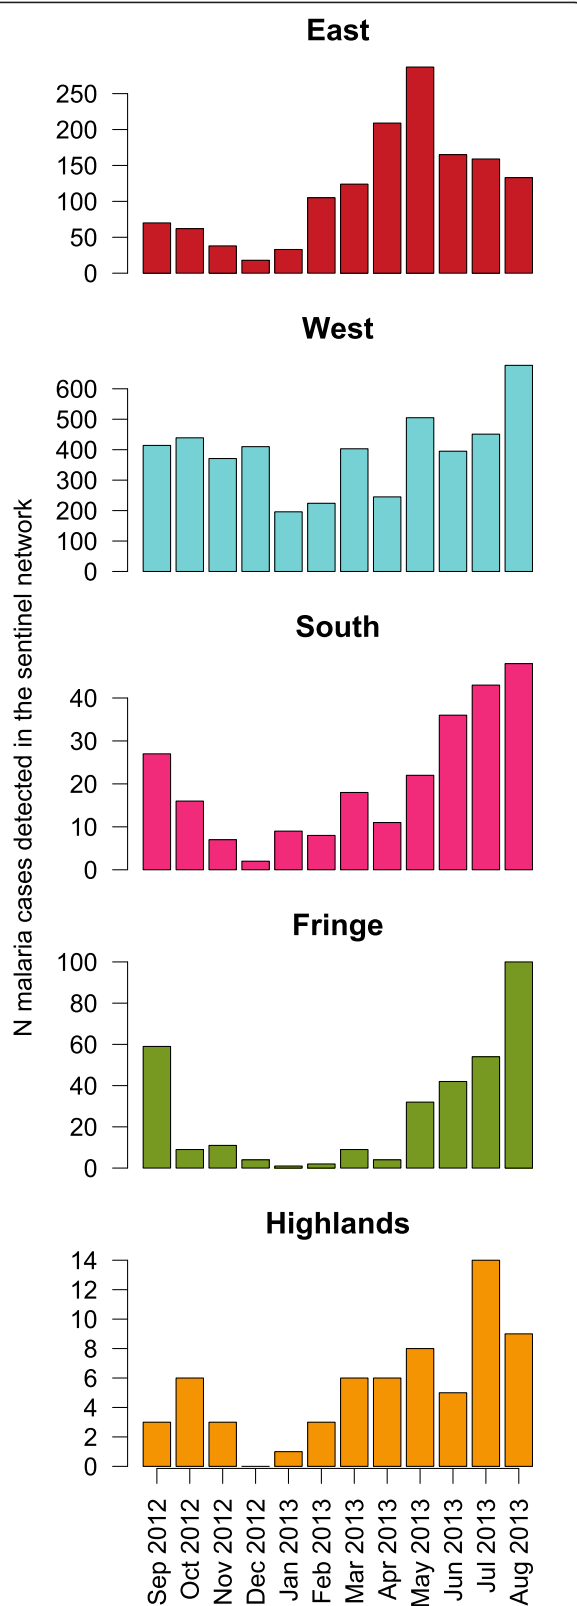 East
250
200
150
100
50
0
West
600
500
400
300
200
100
0
South
40
30
20
10
0
Fringe
100
80
60
40
20
0
Highlands
14
12
10
8
6
4
2
0
N malaria cases detected in the sentinel network
Sep 2012
Oct 2012
Nov 2012
Dec 2012
Jan 2013
Feb 2013
Mar 2013
Apr 2013
May 2013
Jun 2013
Jul 2013
Aug 2013